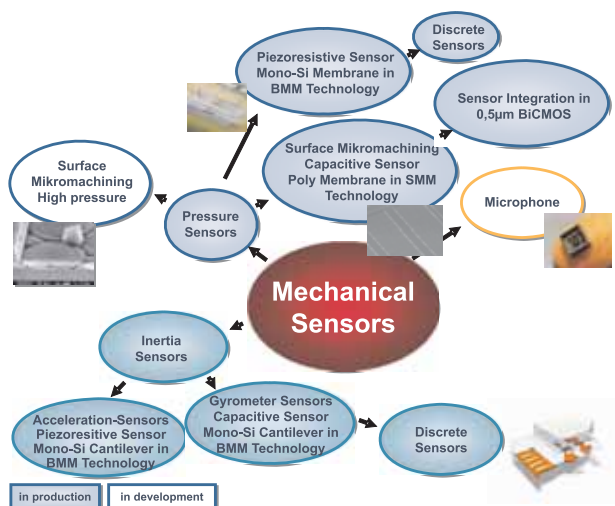 Discrete
Sensors
Piezoresistive Sensor
Mono-Si Membrane in
BMM Technology
Sensor Integration in
0,5µm BiCMOS
Surface Mikromachining
Capacitive Sensor
Poly Membrane in SMM
Technology
Surface
Mikromachining
High pressure
Pressure
Sensors
Microphone
Mechanical
Sensors
Inertia
Sensors
Gyrometer Sensors
Capacitive Sensor
Mono-Si Cantilever in
BMM Technology
Acceleration-Sensors
Piezoresitive Sensor
Mono-Si Cantilever in
BMM Technology
Discrete
Sensors
in production
in development